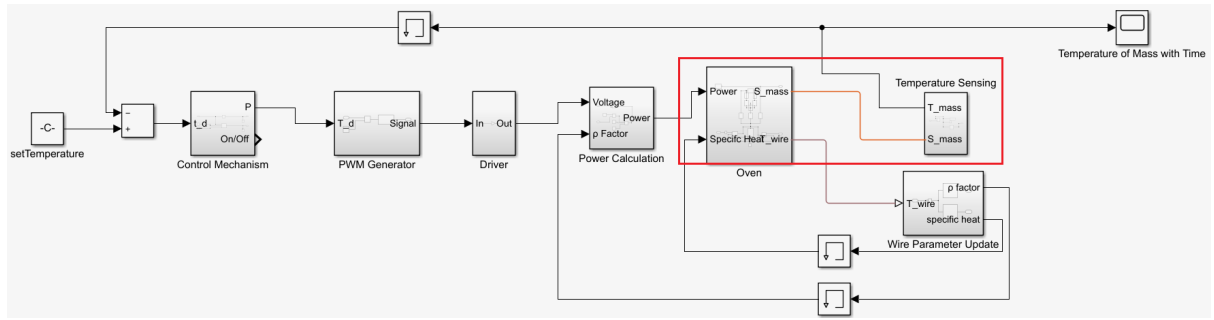 Temperature of Mass with Time
-C-
setTemperature
−
+
t_d
P
On/Off
Control Mechanism
T_d
Signal
PWM Generator
In
Out
Driver
Voltage
Power
ρ Factor
Power Calculation
Power
S_mass
Specifc Heat
T_wire
Oven
Temperature Sensing
T_mass
S_mass
T_wire
ρ factor
specific heat
Wire Parameter Update